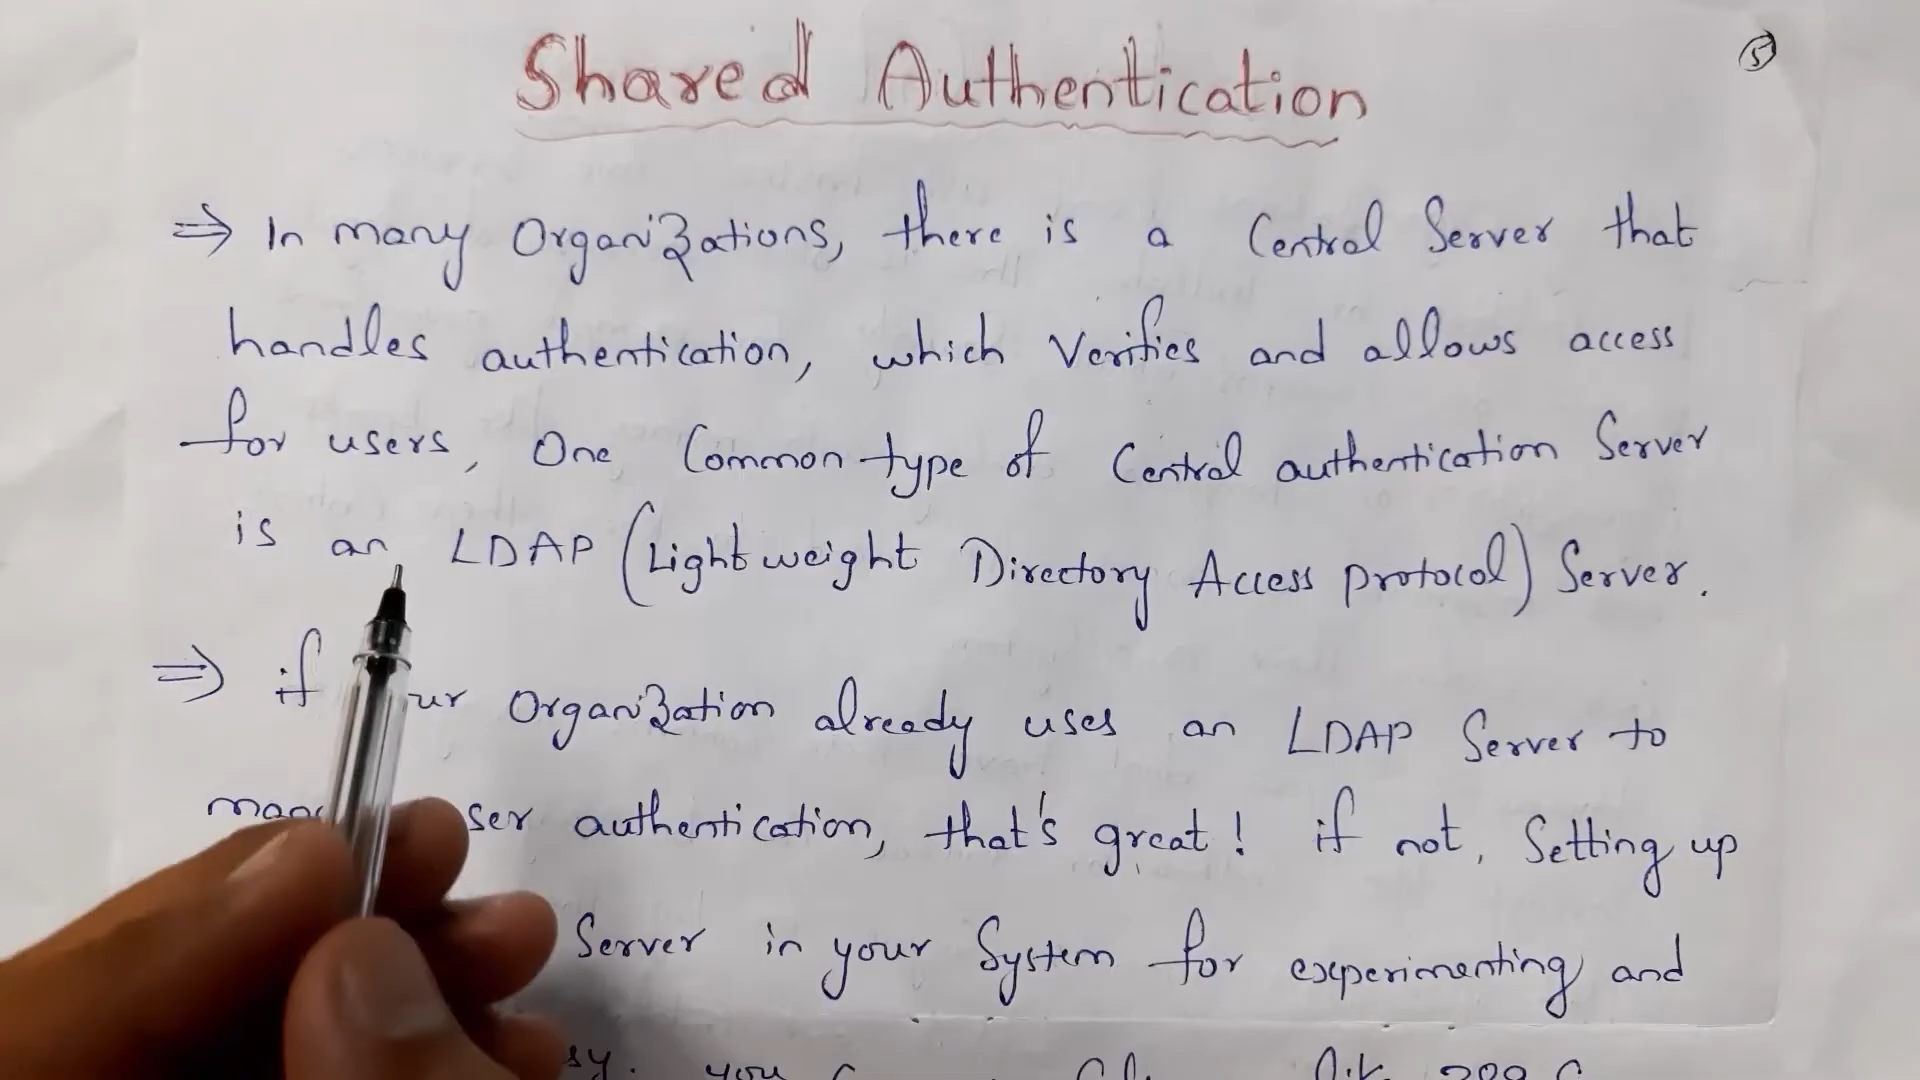 Shared Authentication
5
⇒ In many Organizations, there is a Central Server that
handles authentication, which Verifies and allows access
for users, One Common type of Central authentication Server
is an LDAP (Lightweight Directory Access protocol) Server.
⇒ if ur Organization already uses an LDAP Server to
ser authentication, that's great! if not, Setting up
Server in your System for experimenting and
sy. you